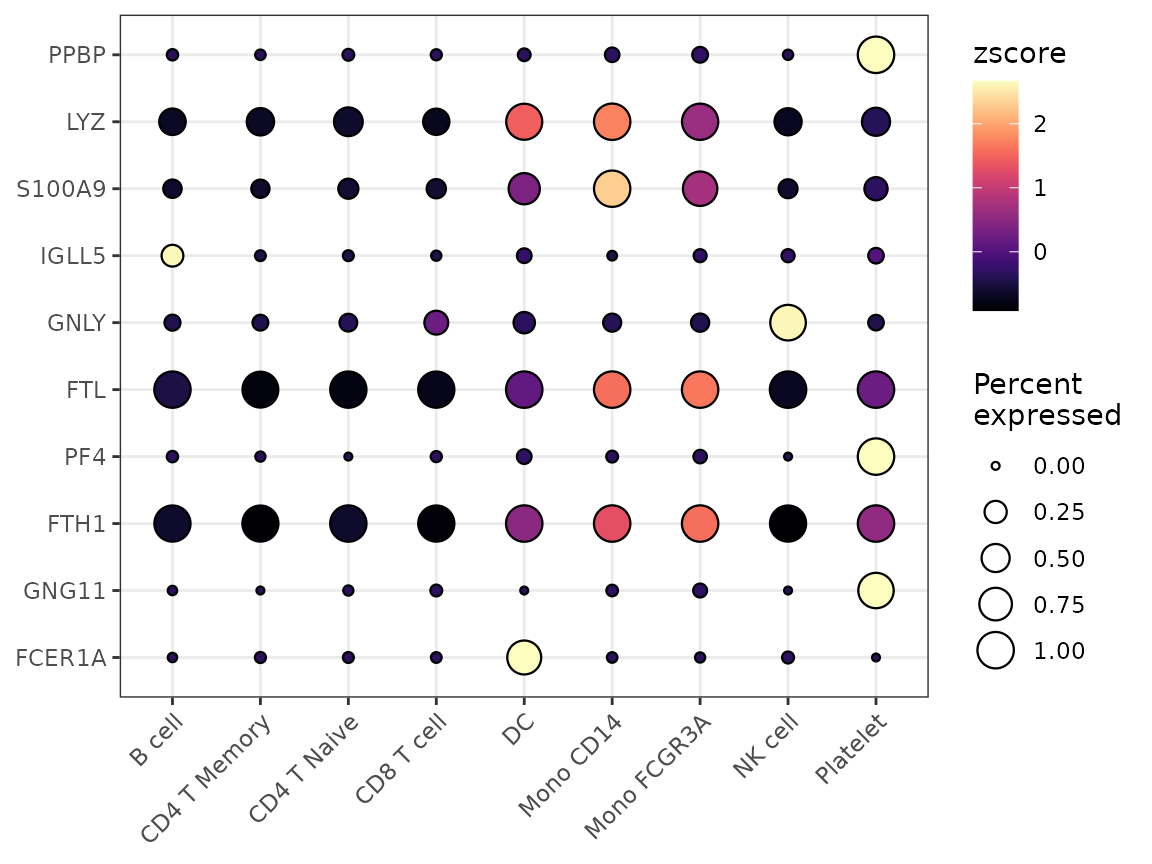 PPBP
LYZ
S100A9
IGLL5
GNLY
FTL
PF4
FTH1
GNG11
FCER1A
B cell
CD4 T Memory
CD4 T Naive
CD8 T cell
DC
Mono CD14
Mono FCGR3A
NK cell
Platelet
zscore
2
1
0
Percent
expressed
0.00
0.25
0.50
0.75
1.00